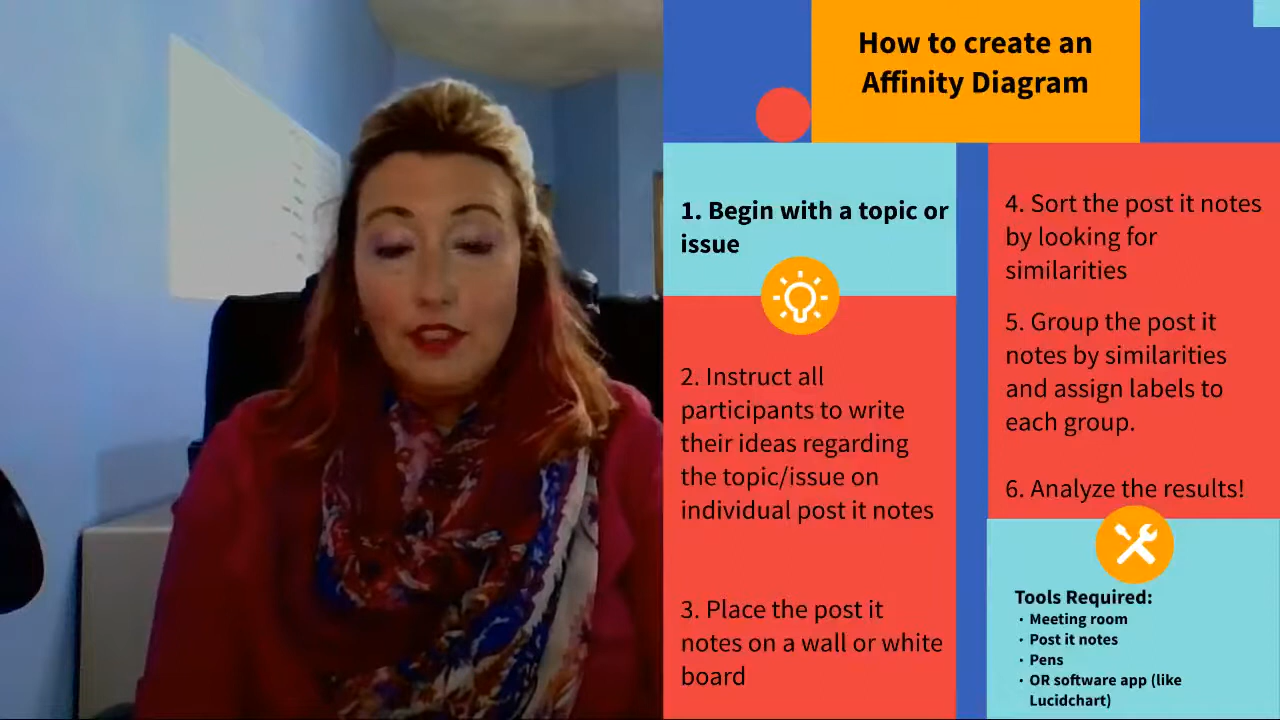 How to create an
Affinity Diagram
1. Begin with a topic or
issue
2. Instruct all
participants to write
their ideas regarding
the topic/issue on
individual post it notes
3. Place the post it
notes on a wall or white
board
4. Sort the post it notes
by looking for
similarities
5. Group the post it
notes by similarities
and assign labels to
each group.
6. Analyze the results!
Tools Required:
· Meeting room
· Post it notes
· Pens
· OR software app (like
Lucidchart)